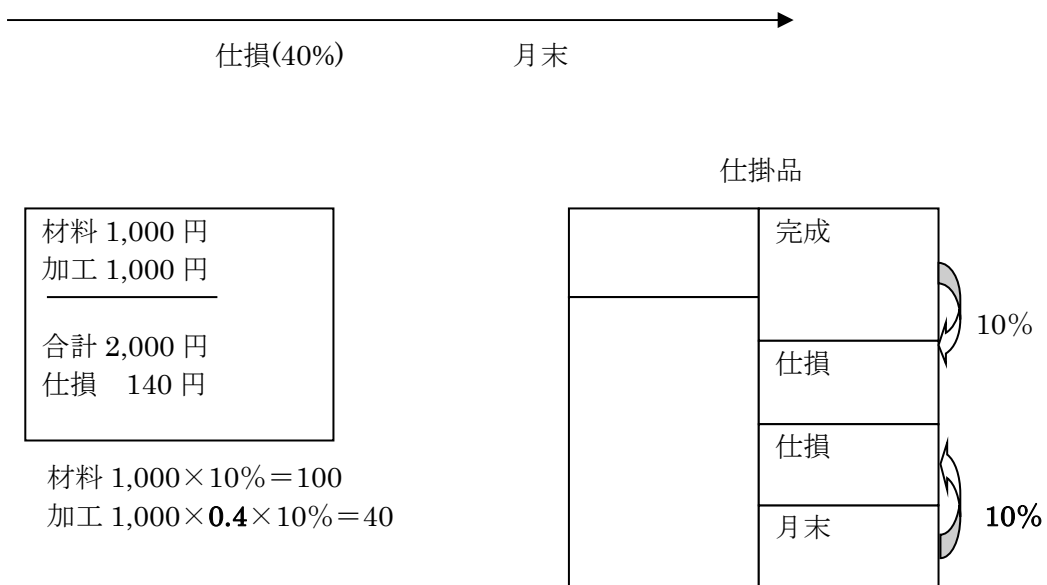 仕損(40%) 月末
材料 1,000 円
加工 1,000 円
合計 2,000 円
仕損 140 円
材料 1,000×10%＝100
加工 1,000×0.4×10%＝40
仕掛品
完成
10%
仕損
仕損
10%
月末